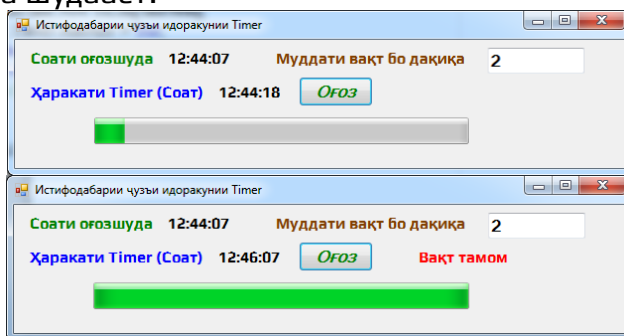 а шудааст.
Истифодабарии ҷузъи идоракунии Timer
Соати оғозшуда 12:44:07 Муддати вақт бо дақиқа 2
Ҳаракати Timer (Соат) 12:44:18 Оғоз
Истифодабарии ҷузъи идоракунии Timer
Соати оғозшуда 12:44:07 Муддати вақт бо дақиқа 2
Ҳаракати Timer (Соат) 12:46:07 Оғоз Вақт тамом